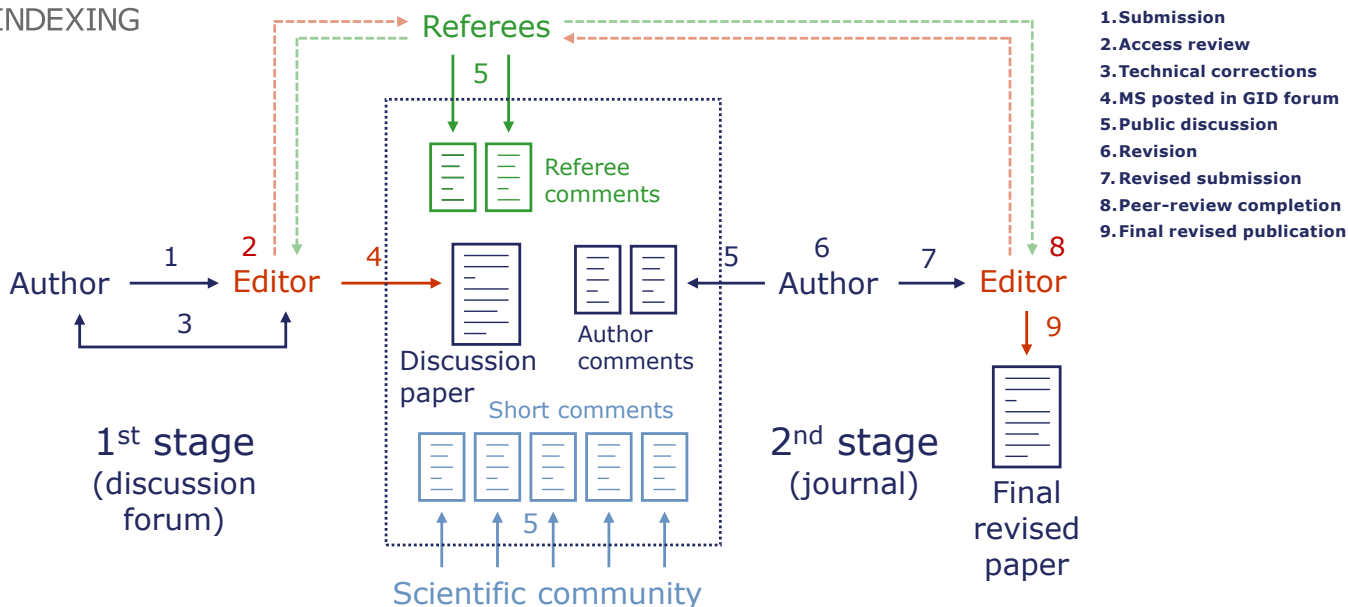 INDEXING
Referees
5
Referee
comments
1
2
4
Author
Editor
3
5
6
7
8
Author
Editor
9
Discussion
paper
Author
comments
Short comments
5
1st stage
(discussion
forum)
2nd stage
(journal)
Final
revised
paper
Scientific community
1.Submission
2.Access review
3.Technical corrections
4.MS posted in GID forum
5.Public discussion
6.Revision
7.Revised submission
8.Peer-review completion
9.Final revised publication